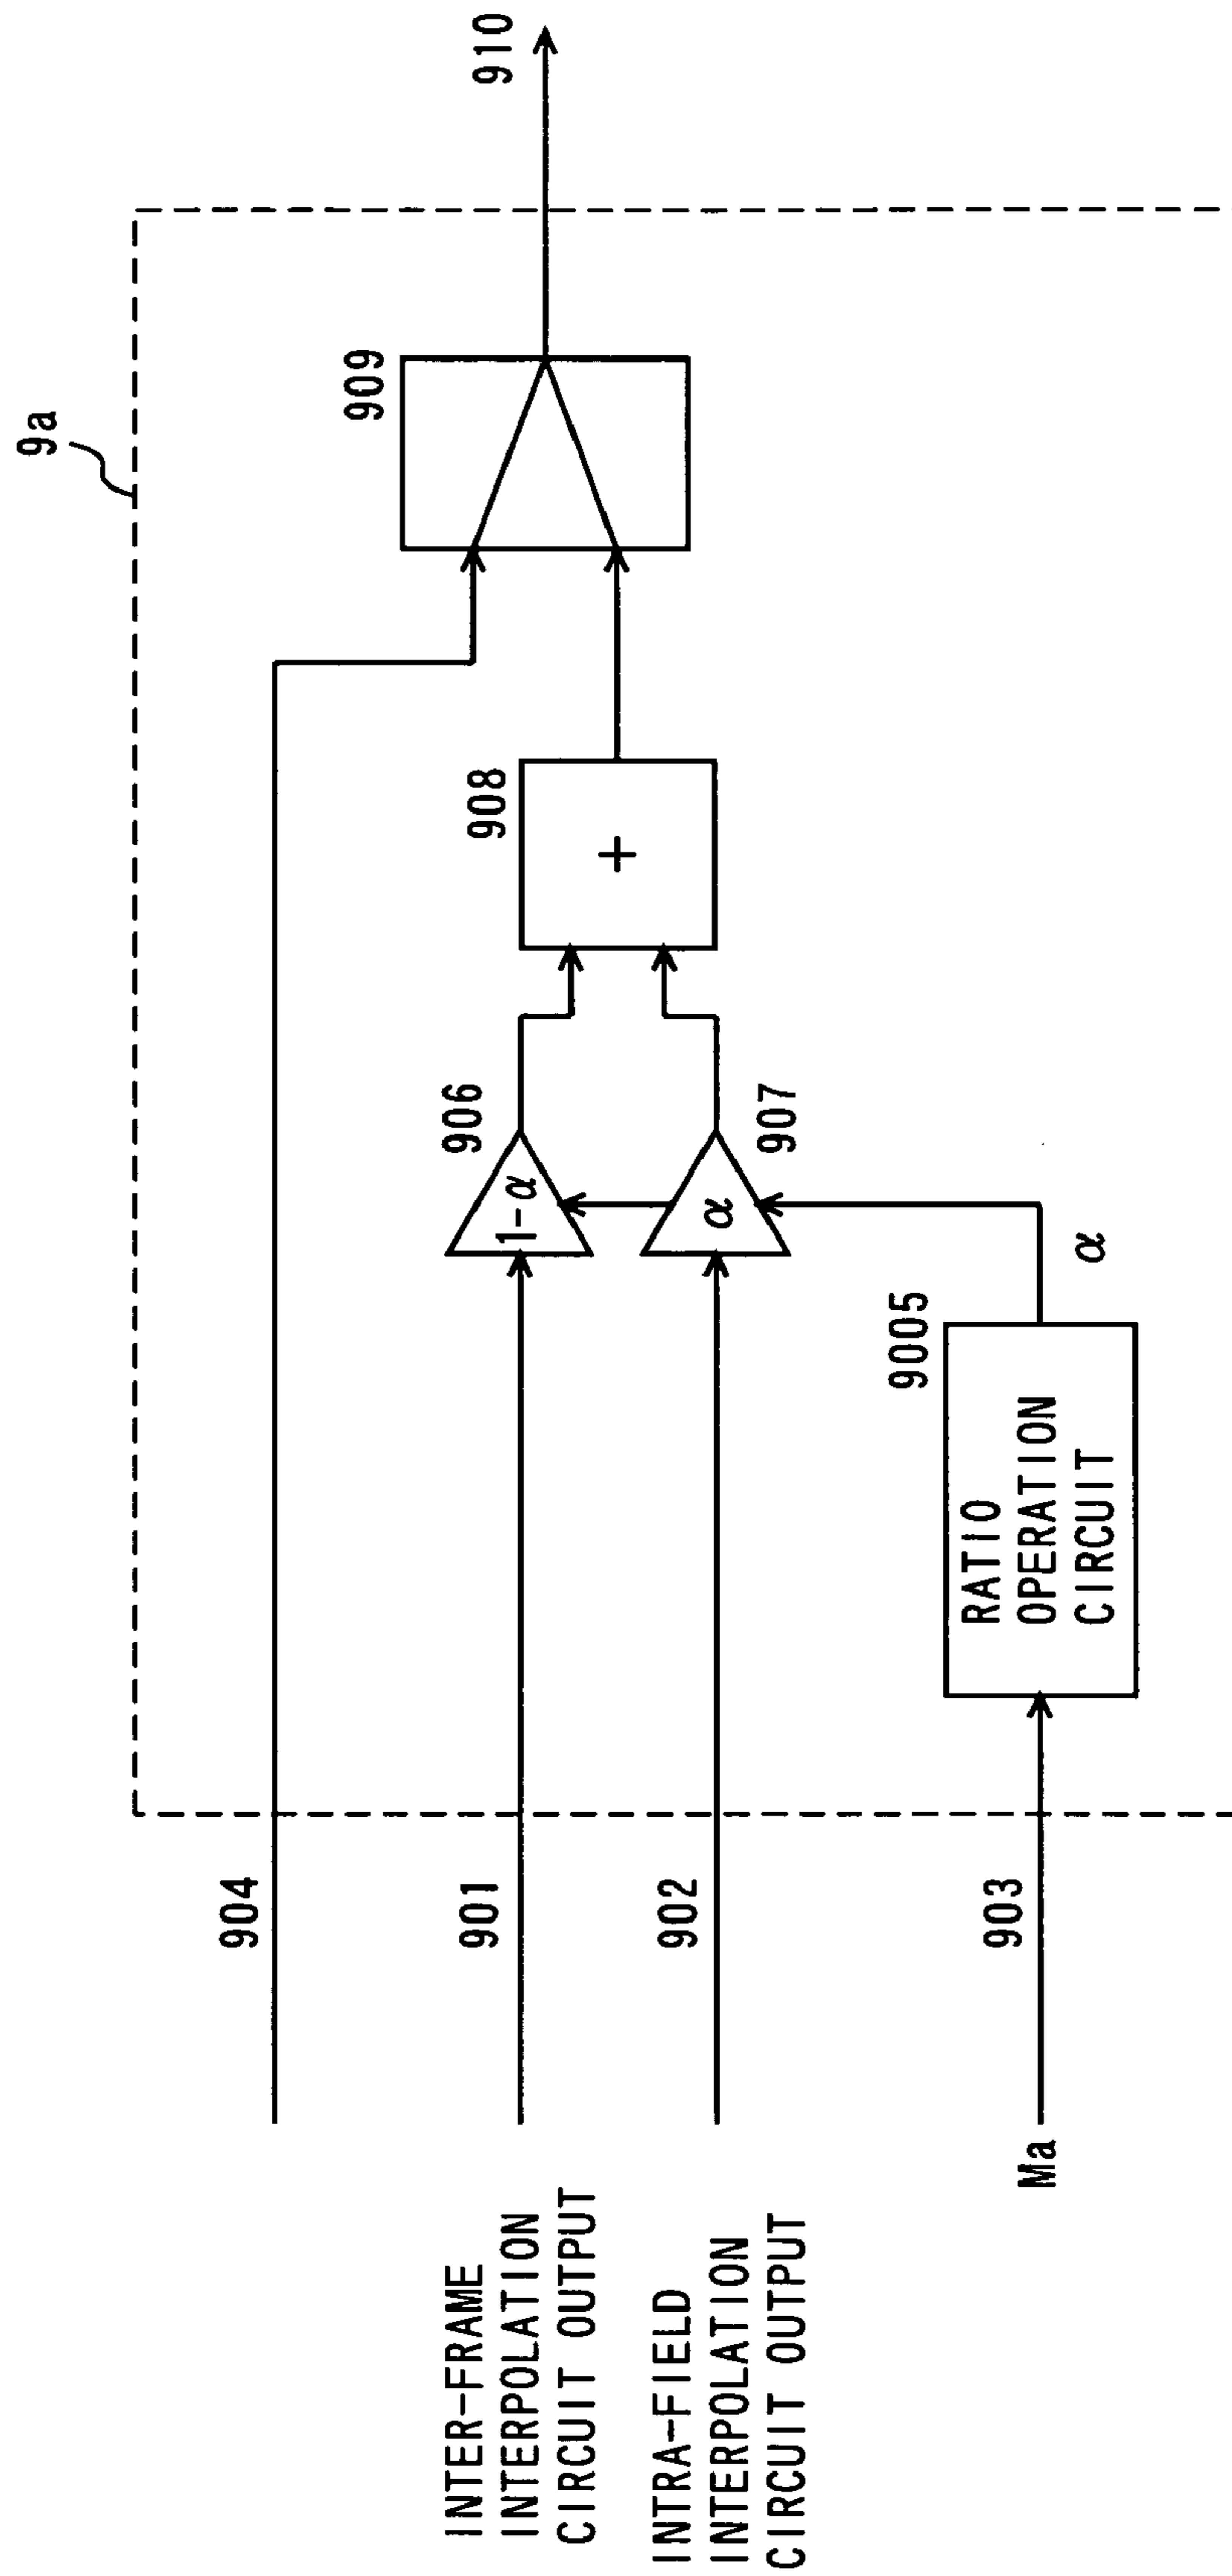 9a
904
INTER-FRAME
INTERPOLATION
CIRCUIT OUTPUT
901
906
1-α
908
+
909
910
INTRA-FIELD
INTERPOLATION
CIRCUIT OUTPUT
902
α
907
Ma
903
9005
RATIO
OPERATION
CIRCUIT
α